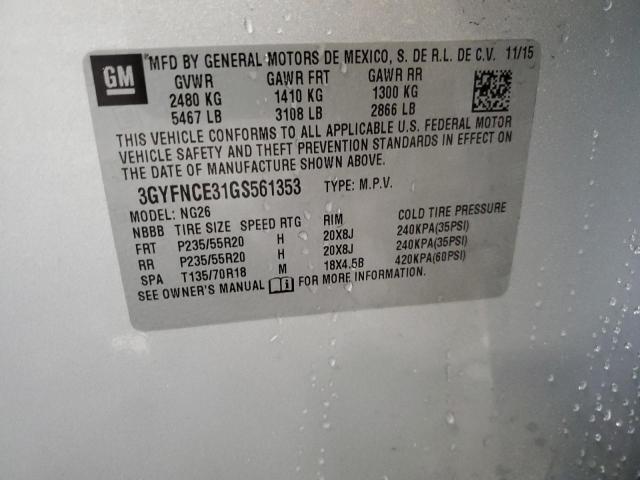 GM
MFD BY GENERAL MOTORS DE MEXICO, S. DE R.L. DE C.V. 11/15
GVWR GAWR FRT GAWR RR
2480 KG 1410 KG 1300 KG
5467 LB 3108 LB 2866 LB
THIS VEHICLE CONFORMS TO ALL APPLICABLE U.S. FEDERAL MOTOR
VEHICLE SAFETY AND THEFT PREVENTION STANDARDS IN EFFECT ON
THE DATE OF MANUFACTURE SHOWN ABOVE.
3GYFNCE31GS561353 TYPE: M.P.V.
MODEL: NG26
NBBB TIRE SIZE SPEED RTG RIM COLD TIRE PRESSURE
FRT P235/55R20 H 20X8J 240KPA(35PSI)
RR P235/55R20 H 20X8J 240KPA(35PSI)
SPA T135/70R18 M 18X4.5B 420KPA(60PSI)
SEE OWNER'S MANUAL FOR MORE INFORMATION.